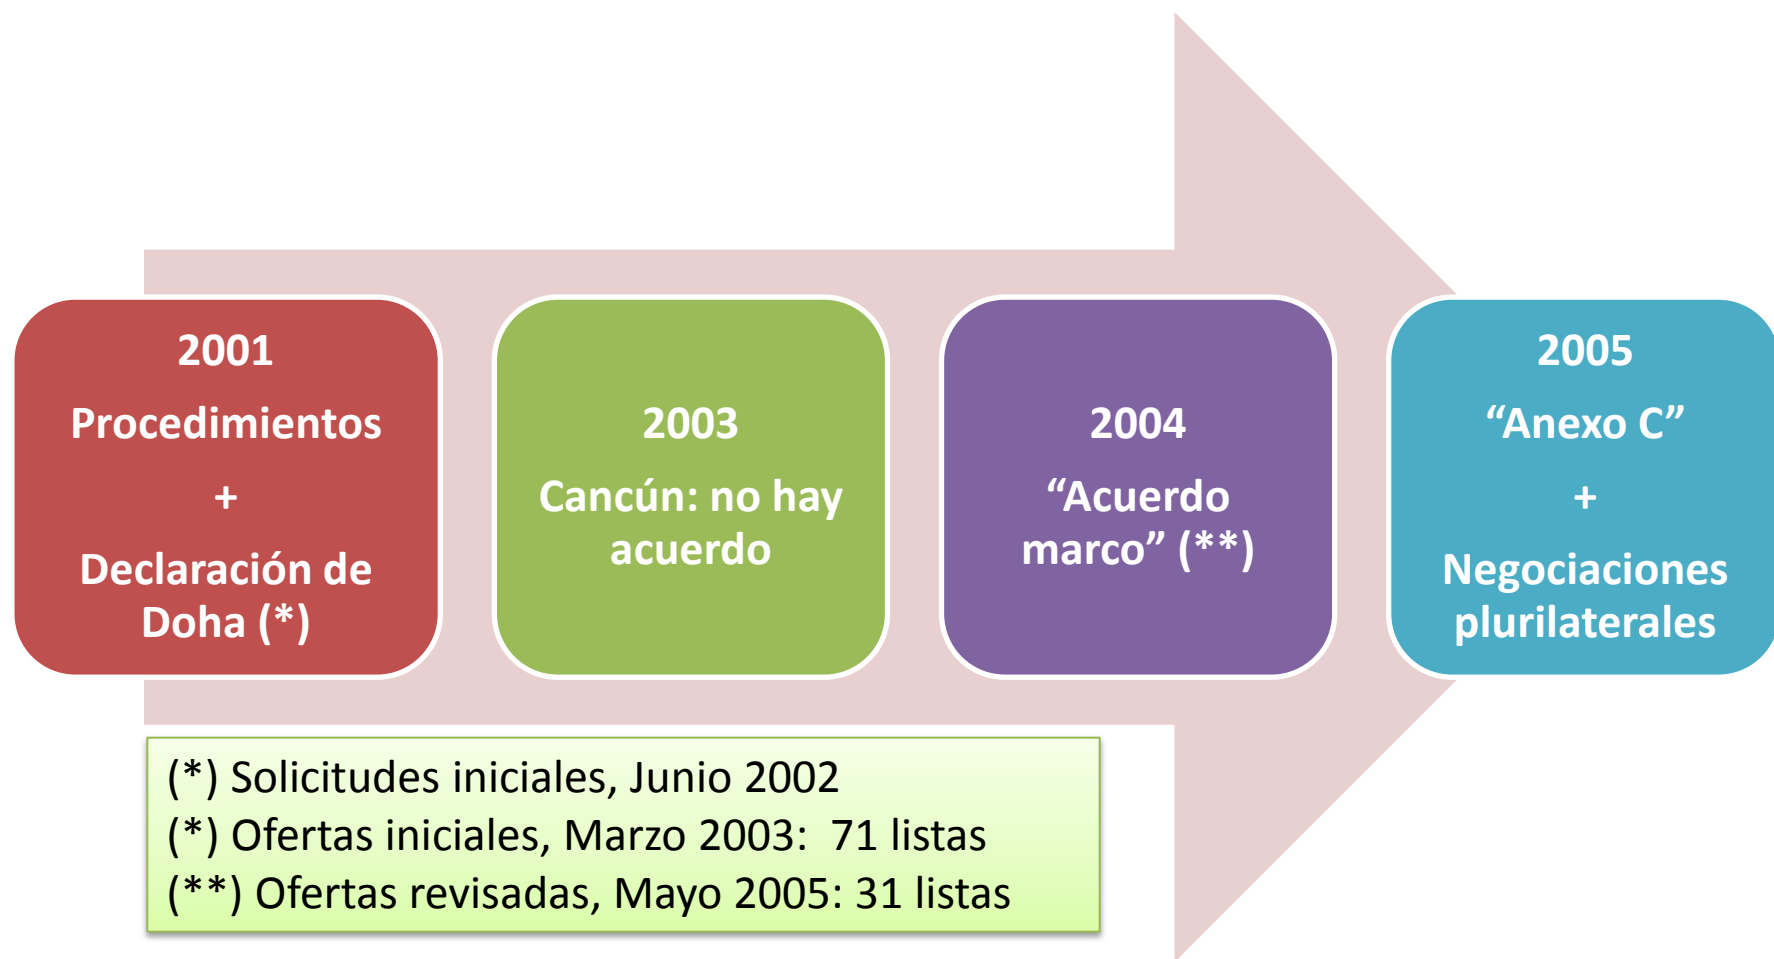 2001
Procedimientos
+
Declaración de
Doha (*)
2003
Cancún: no hay
acuerdo
2004
“Acuerdo
marco” (**)
2005
“Anexo C”
+
Negociaciones
plurilaterales
(*) Solicitudes iniciales, Junio 2002
(*) Ofertas iniciales, Marzo 2003:  71 listas
(**) Ofertas revisadas, Mayo 2005: 31 listas